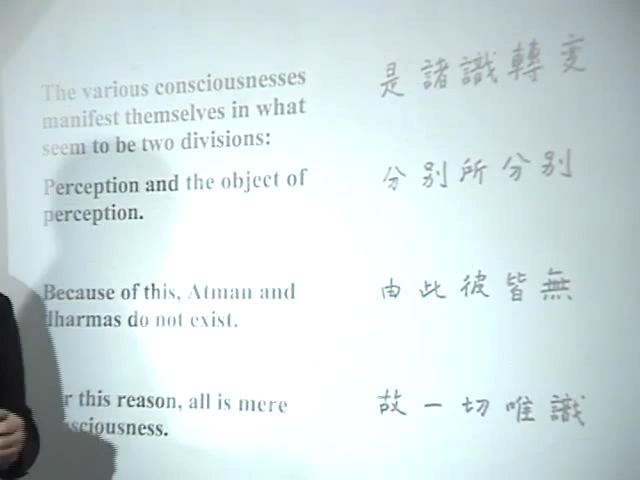 The various consciousnesses
manifest themselves in what
seem to be two divisions:
Perception and the object of
perception.
Because of this, Atman and
dharmas do not exist.
this reason, all is mere
是諸識轉变
分別所分別
由此彼皆無
故一切唯識